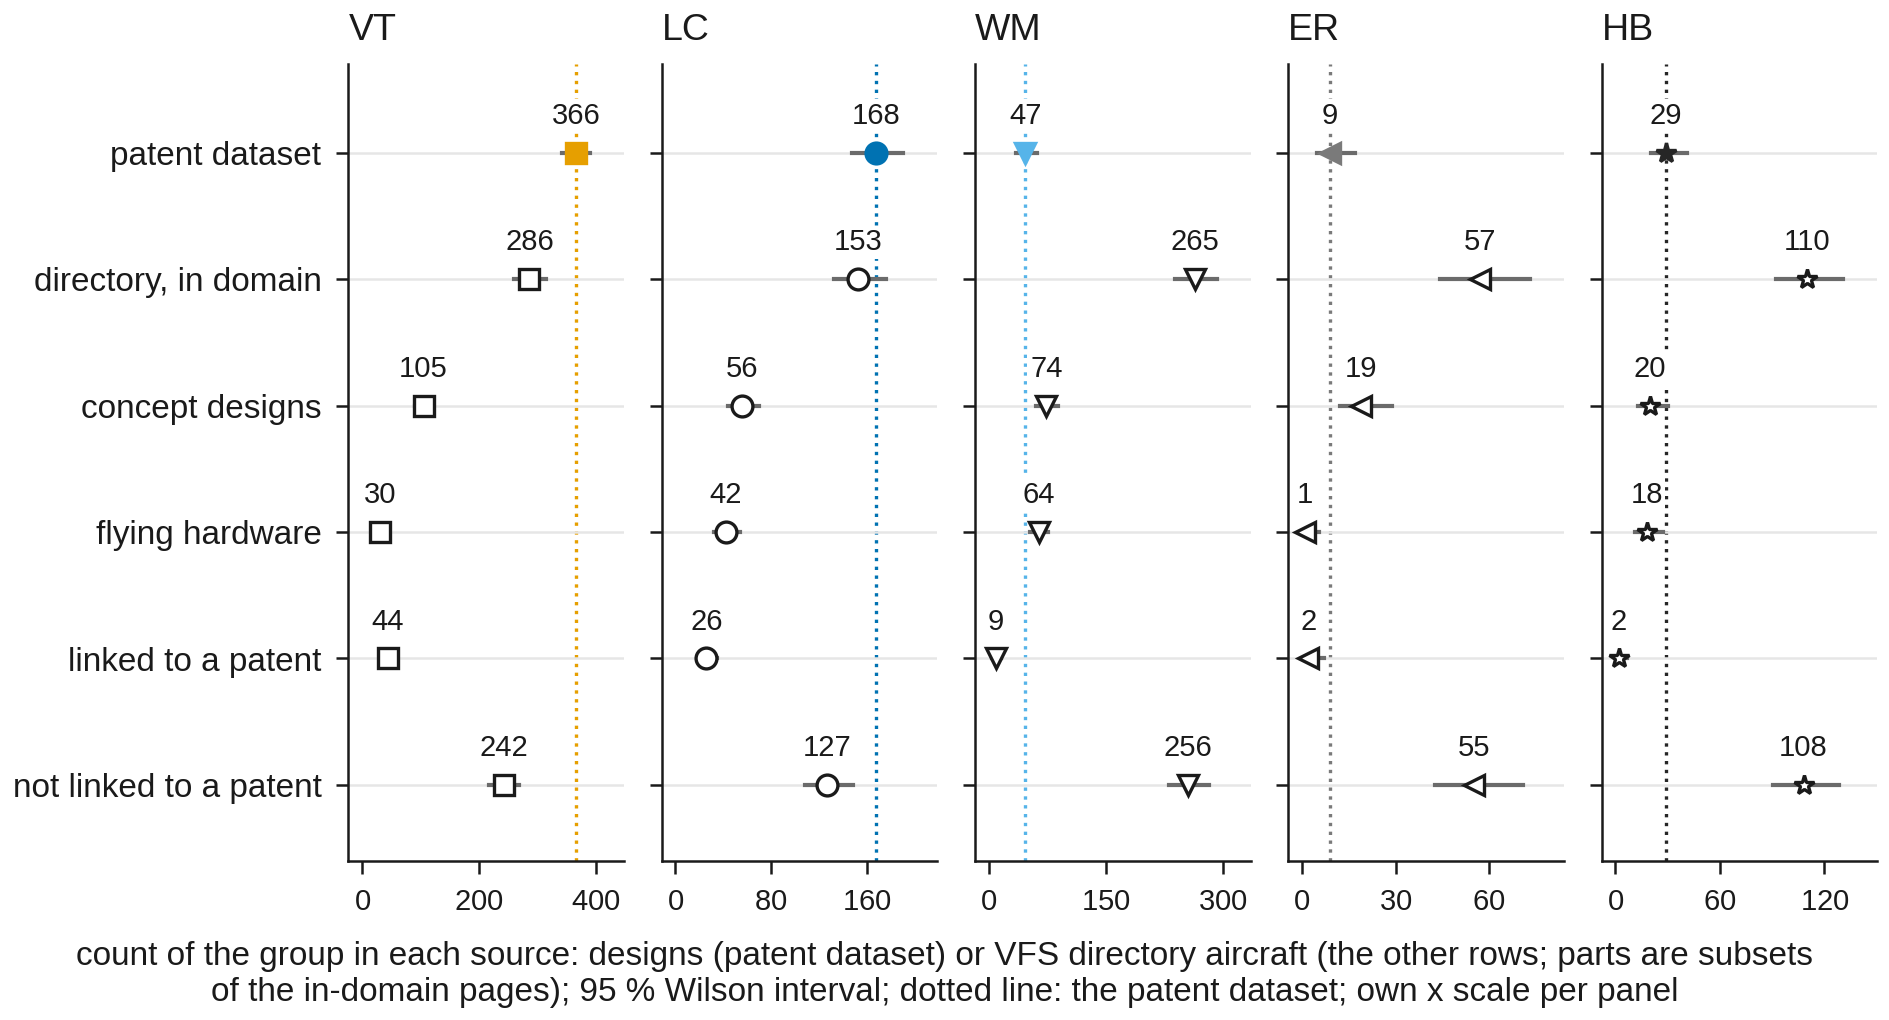 VT LC WM ER HB
366 168 47 9 29
patent dataset
286 153 265 57 110
directory, in domain
105 56 74 19 20
concept designs
30 42 64 1 18
flying hardware
44 26 9 2 2
linked to a patent
242 127 256 55 108
not linked to a patent
0 200 400 0 80 160 0 150 300 0 30 60 0 60 120
count of the group in each source: designs (patent dataset) or VFS directory aircraft (the other rows; parts are subsets
of the in-domain pages); 95 % Wilson interval; dotted line: the patent dataset; own x scale per panel